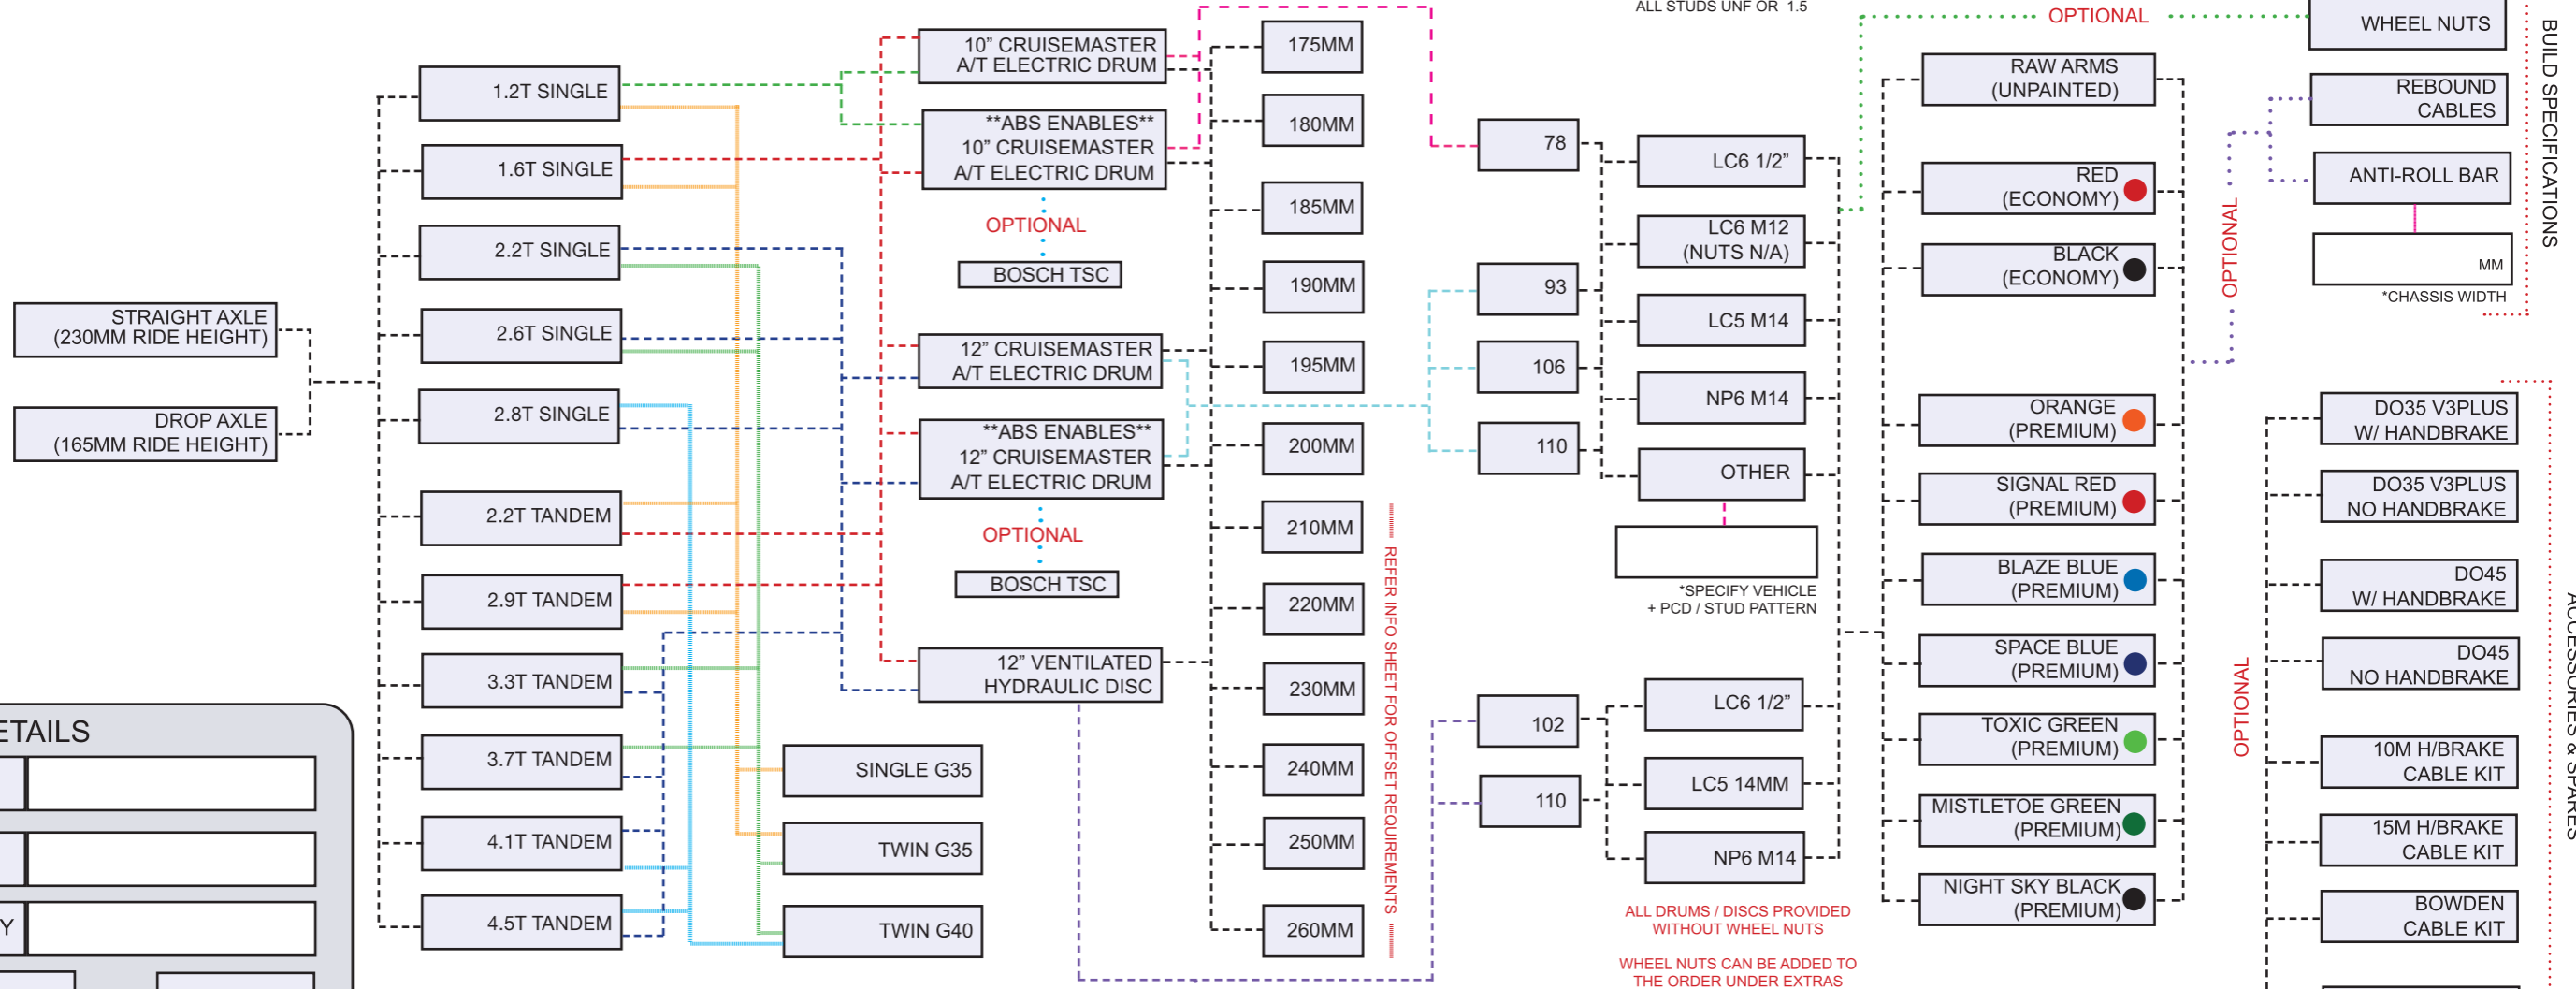 STRAIGHT AXLE
(230MM RIDE HEIGHT)
DROP AXLE
(165MM RIDE HEIGHT)
ETAILS
Y
1.2T SINGLE
1.6T SINGLE
2.2T SINGLE
2.6T SINGLE
2.8T SINGLE
2.2T TANDEM
2.9T TANDEM
3.3T TANDEM
3.7T TANDEM
4.1T TANDEM
4.5T TANDEM
SINGLE G35
TWIN G35
TWIN G40
10” CRUISEMASTER
A/T ELECTRIC DRUM
**ABS ENABLES**
10” CRUISEMASTER
A/T ELECTRIC DRUM
OPTIONAL
BOSCH TSC
12” CRUISEMASTER
A/T ELECTRIC DRUM
**ABS ENABLES**
12” CRUISEMASTER
A/T ELECTRIC DRUM
OPTIONAL
BOSCH TSC
12” VENTILATED
HYDRAULIC DISC
175MM
180MM
185MM
190MM
195MM
200MM
210MM
220MM
230MM
240MM
250MM
260MM
REFER INFO SHEET FOR OFFSET REQUIREMENTS
78
93
106
110
102
110
ALL STUDS UNF OR 1.5
LC6 1/2”
LC6 M12
(NUTS N/A)
LC5 M14
NP6 M14
OTHER
*SPECIFY VEHICLE
+ PCD / STUD PATTERN
LC6 1/2”
LC5 14MM
NP6 M14
ALL DRUMS / DISCS PROVIDED
WITHOUT WHEEL NUTS
WHEEL NUTS CAN BE ADDED TO
THE ORDER UNDER EXTRAS
OPTIONAL
RAW ARMS
(UNPAINTED)
RED
(ECONOMY)
BLACK
(ECONOMY)
ORANGE
(PREMIUM)
SIGNAL RED
(PREMIUM)
BLAZE BLUE
(PREMIUM)
SPACE BLUE
(PREMIUM)
TOXIC GREEN
(PREMIUM)
MISTLETOE GREEN
(PREMIUM)
NIGHT SKY BLACK
(PREMIUM)
OPTIONAL
OPTIONAL
WHEEL NUTS
REBOUND
CABLES
ANTI-ROLL BAR
MM
*CHASSIS WIDTH
BUILD SPECIFICATIONS
DO35 V3PLUS
W/ HANDBRAKE
DO35 V3PLUS
NO HANDBRAKE
DO45
W/ HANDBRAKE
DO45
NO HANDBRAKE
10M H/BRAKE
CABLE KIT
15M H/BRAKE
CABLE KIT
BOWDEN
CABLE KIT
ACCESSORIES & SPARES